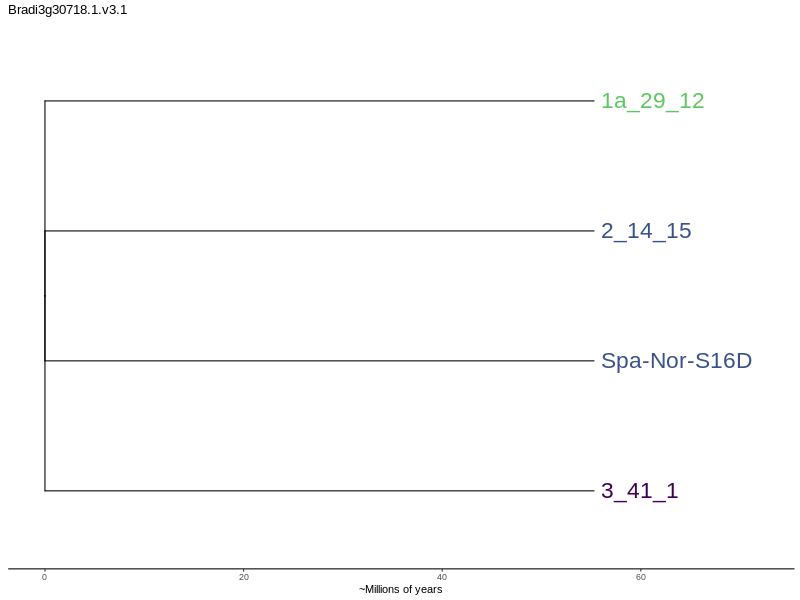 Bradi3g30718.1.v3.1
1a_29_12
2_14_15
Spa-Nor-S16D
3_41_1
0 20 40 60
~Millions of years